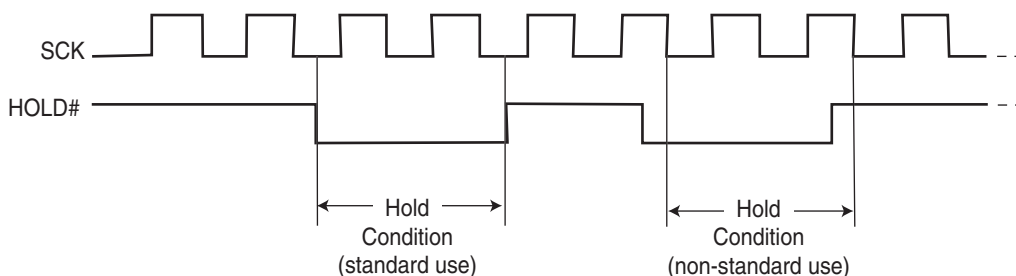 SCK
HOLD#
Hold
Condition
(standard use)
Hold
Condition
(non-standard use)